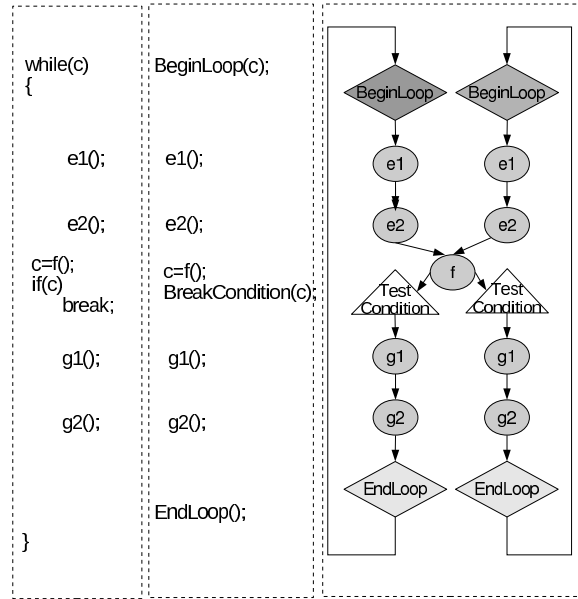 while(c)
{
e1();
e2();
c=f();
if(c)
break;
g1();
g2();
}
BeginLoop(c);
e1();
e2();
c=f();
BreakCondition(c);
g1();
g2();
EndLoop();
BeginLoop
BeginLoop
e1
e1
e2
e2
f
Test
Condition
Test
Condition
g1
g1
g2
g2
EndLoop
EndLoop